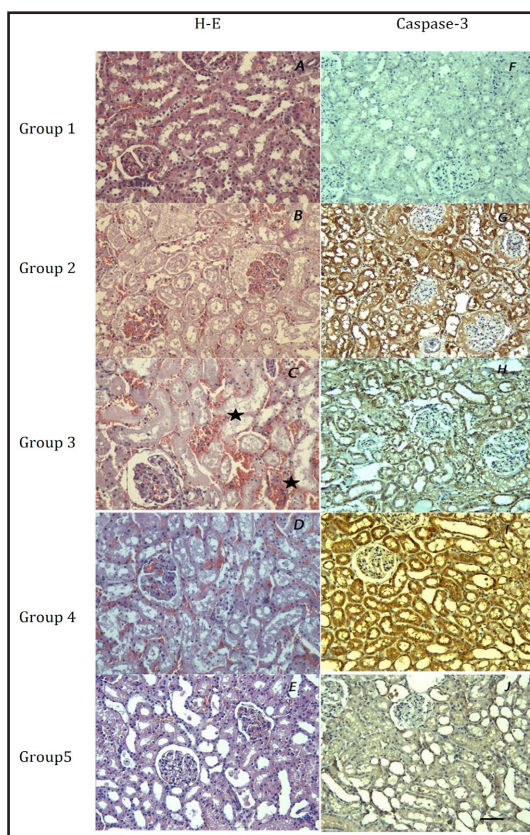 H-E Caspase-3
A F
Group 1
B G
Group 2
C H
Group 3
D I
Group 4
E J
Group5